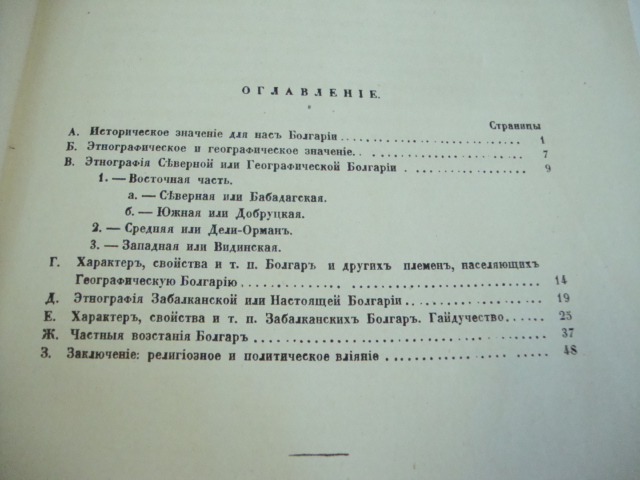 ОГЛАВЛЕНІЕ.
Страницы
А. Историческое значеніе для насъ Болгаріи . . . . . . . . . . . . . . . . . . 1
Б. Этнографическое и географическое значеніе. . . . . . . . . . . . . . . . . . 7
В. Этнографія Сѣверной или Географической Болгаріи . . . . . . . . . . . . . . 9
1. — Восточная часть.
а. — Сѣверная или Бабадагская.
б. — Южная или Добруцкая.
2. — Средняя или Дели-Орманъ.
3. — Западная или Видинская.
Г. Характеръ, свойства и т. п. Болгаръ и другихъ племенъ, населяющихъ
Географическую Болгарію . . . . . . . . . . . . . . . . . . . . . . . . 14
Д. Этнографія Забалканской или Настоящей Болгаріи . . . . . . . . . . . . . . 19
Е. Характеръ, свойства и т. п. Забалканскихъ Болгаръ. Гайдучество . . . . . 25
Ж. Частныя возстанія Болгаръ . . . . . . . . . . . . . . . . . . . . . . . . 37
З. Заключеніе: религіозное и политическое вліяніе . . . . . . . . . . . . . . . 48